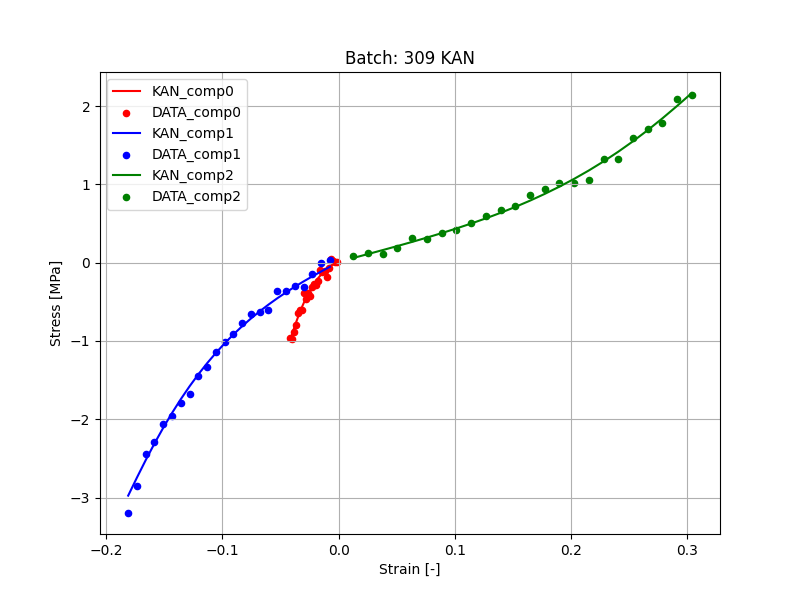 Batch: 309 KAN
KAN_comp0
DATA_comp0
KAN_comp1
DATA_comp1
KAN_comp2
DATA_comp2
2
1
0
−1
−2
−3
Stress [MPa]
−0.2 −0.1 0.0 0.1 0.2 0.3
Strain [-]